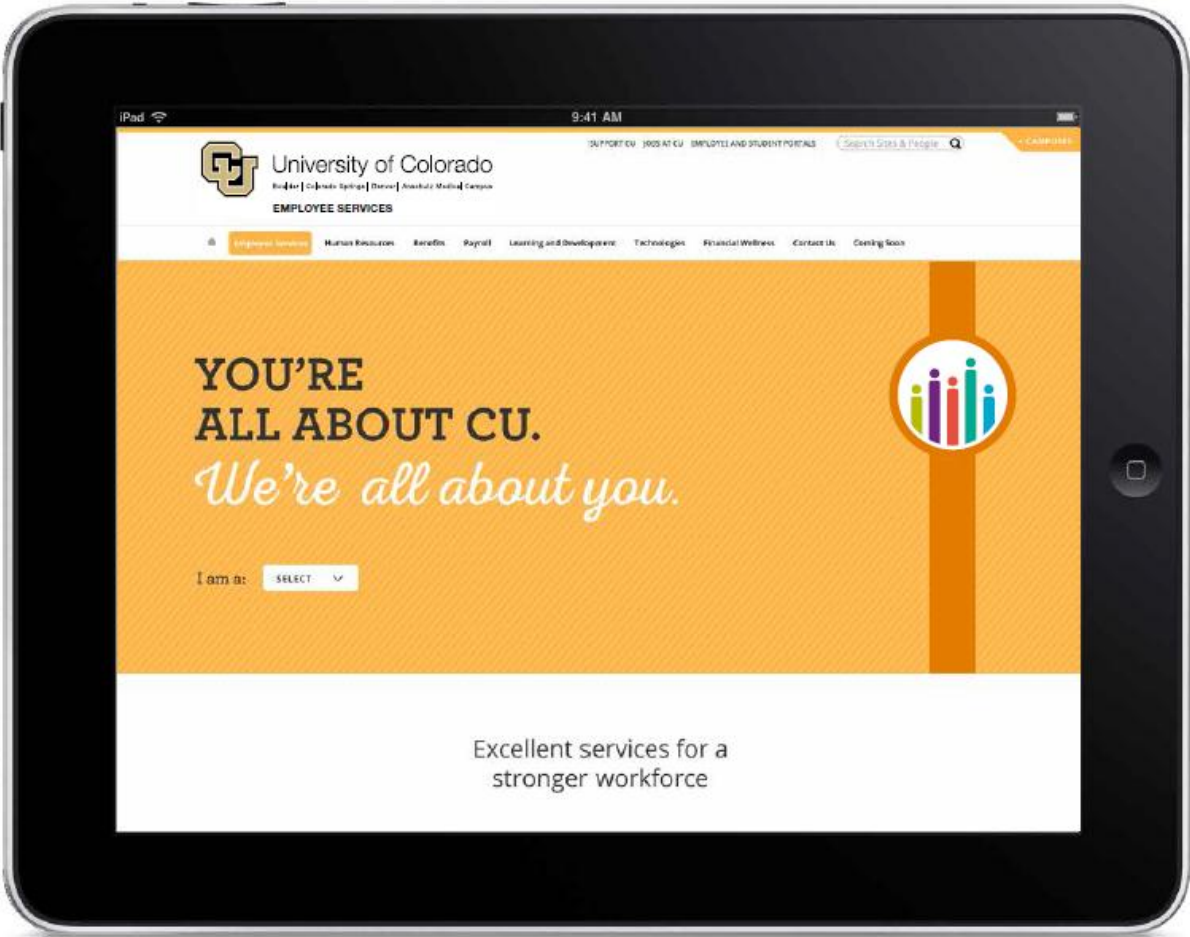 iPad 9:41 AM
SUPPORT CU JOBS AT CU EMPLOYEE AND STUDENT PORTALS Search Sites & People + CAMPUSES
CU
University of Colorado
Boulder | Colorado Springs | Denver | Anschutz Medical Campus
EMPLOYEE SERVICES
Employee Services Human Resources Benefits Payroll Learning and Development Technologies Financial Wellness Contact Us Coming Soon
YOU'RE
ALL ABOUT CU.
We're all about you.
I am a: SELECT
Excellent services for a
stronger workforce